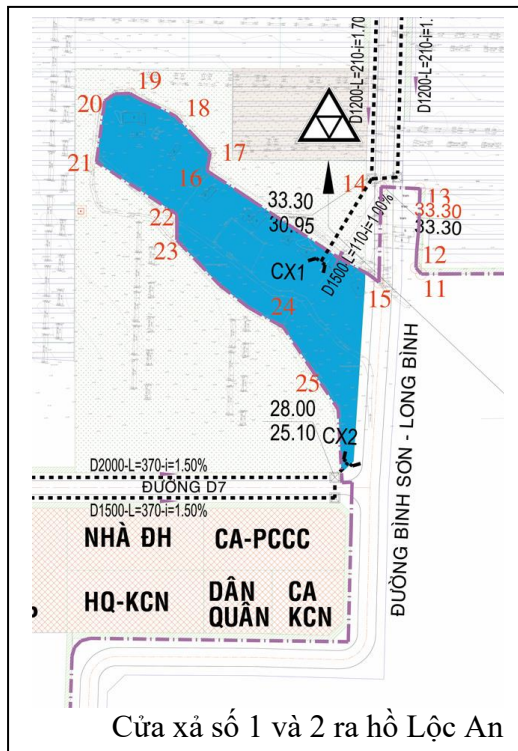 D1200-L=210-i=1.70
D1200-L=210-i=1.
19
20
18
17
21
16
14
33.30
30.95
13
33.30
33.30
22
23
12
11
CX1
D1500-L=110-i=1.00%
15
24
25
28.00
25.10
CX2
ĐƯỜNG BÌNH SƠN - LONG BÌNH
D2000-L=370-i=1.50%
ĐƯỜNG D7
D1500-L=370-i=1.50%
NHÀ ĐH
CA-PCCC
HQ-KCN
DÂN QUÂN
CA KCN
Cửa xả số 1 và 2 ra hồ Lộc An